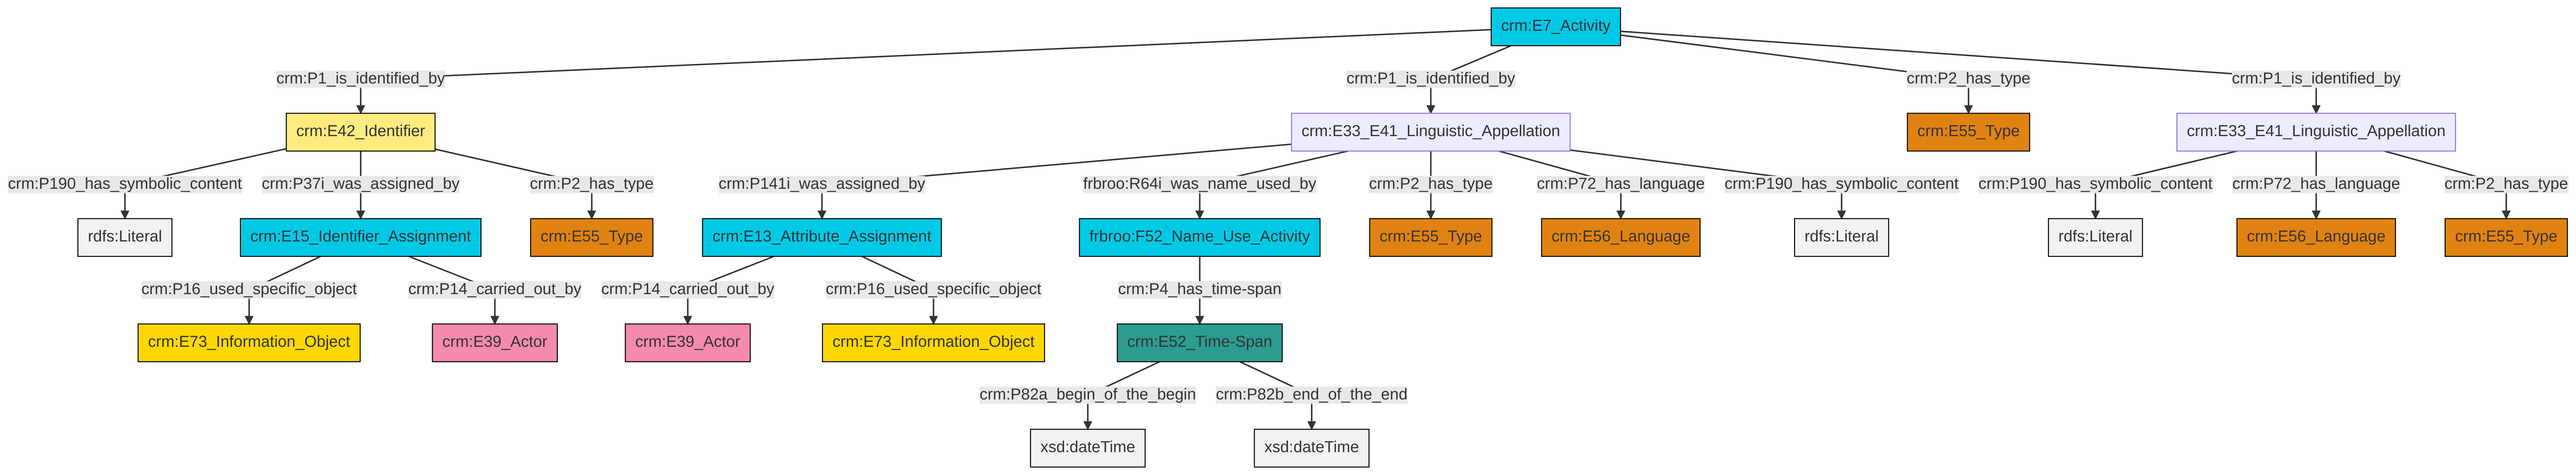 crm:E7_Activity
crm:P1_is_identified_by
crm:P1_is_identified_by
crm:P2_has_type
crm:P1_is_identified_by
crm:E42_Identifier
crm:E33_E41_Linguistic_Appellation
crm:E55_Type
crm:E33_E41_Linguistic_Appellation
crm:P190_has_symbolic_content
crm:P37i_was_assigned_by
crm:P2_has_type
crm:P141i_was_assigned_by
frbroo:R64i_was_name_used_by
crm:P2_has_type
crm:P72_has_language
crm:P190_has_symbolic_content
crm:P190_has_symbolic_content
crm:P72_has_language
crm:P2_has_type
rdfs:Literal
crm:E15_Identifier_Assignment
crm:E55_Type
crm:E13_Attribute_Assignment
frbroo:F52_Name_Use_Activity
crm:E55_Type
crm:E56_Language
rdfs:Literal
rdfs:Literal
crm:E56_Language
crm:E55_Type
crm:P16_used_specific_object
crm:P14_carried_out_by
crm:P14_carried_out_by
crm:P16_used_specific_object
crm:P4_has_time-span
crm:E73_Information_Object
crm:E39_Actor
crm:E39_Actor
crm:E73_Information_Object
crm:E52_Time-Span
crm:P82a_begin_of_the_begin
crm:P82b_end_of_the_end
xsd:dateTime
xsd:dateTime